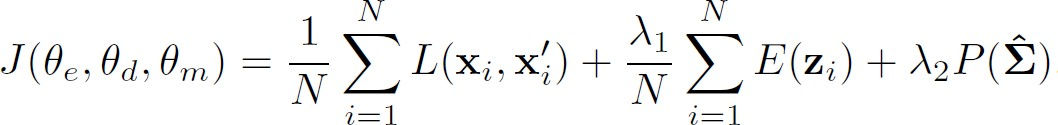 J(θ_e, θ_d, θ_m) = \frac{1}{N} \sum_{i=1}^{N} L(\mathbf{x}_i, \mathbf{x}'_i) + \frac{λ_1}{N} \sum_{i=1}^{N} E(\mathbf{z}_i) + λ_2 P(\hat{\mathbf{Σ}})